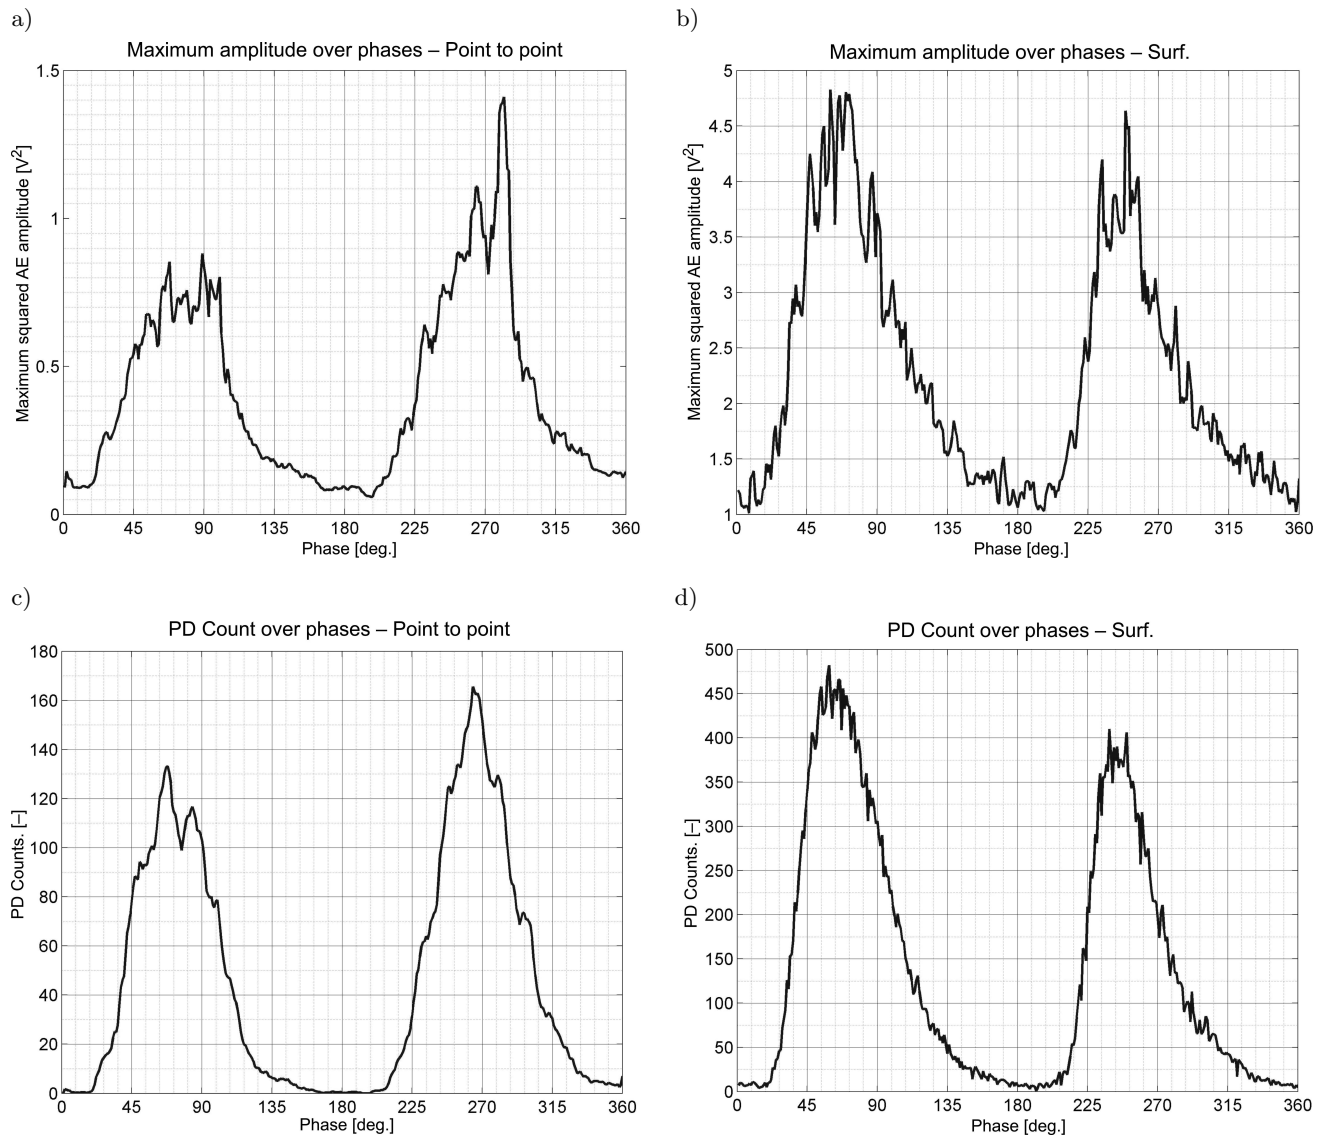 a)
Maximum amplitude over phases – Point to point
Maximum squared AE amplitude [V²]
1.5
1
0.5
0
0 45 90 135 180 225 270 315 360
Phase [deg.]
b)
Maximum amplitude over phases – Surf.
Maximum squared AE amplitude [V²]
5
4.5
4
3.5
3
2.5
2
1.5
1
0 45 90 135 180 225 270 315 360
Phase [deg.]
c)
PD Count over phases – Point to point
PD Counts. [–]
180
160
140
120
100
80
60
40
20
0
0 45 90 135 180 225 270 315 360
Phase [deg.]
d)
PD Count over phases – Surf.
PD Counts. [–]
500
450
400
350
300
250
200
150
100
50
0
0 45 90 135 180 225 270 315 360
Phase [deg.]